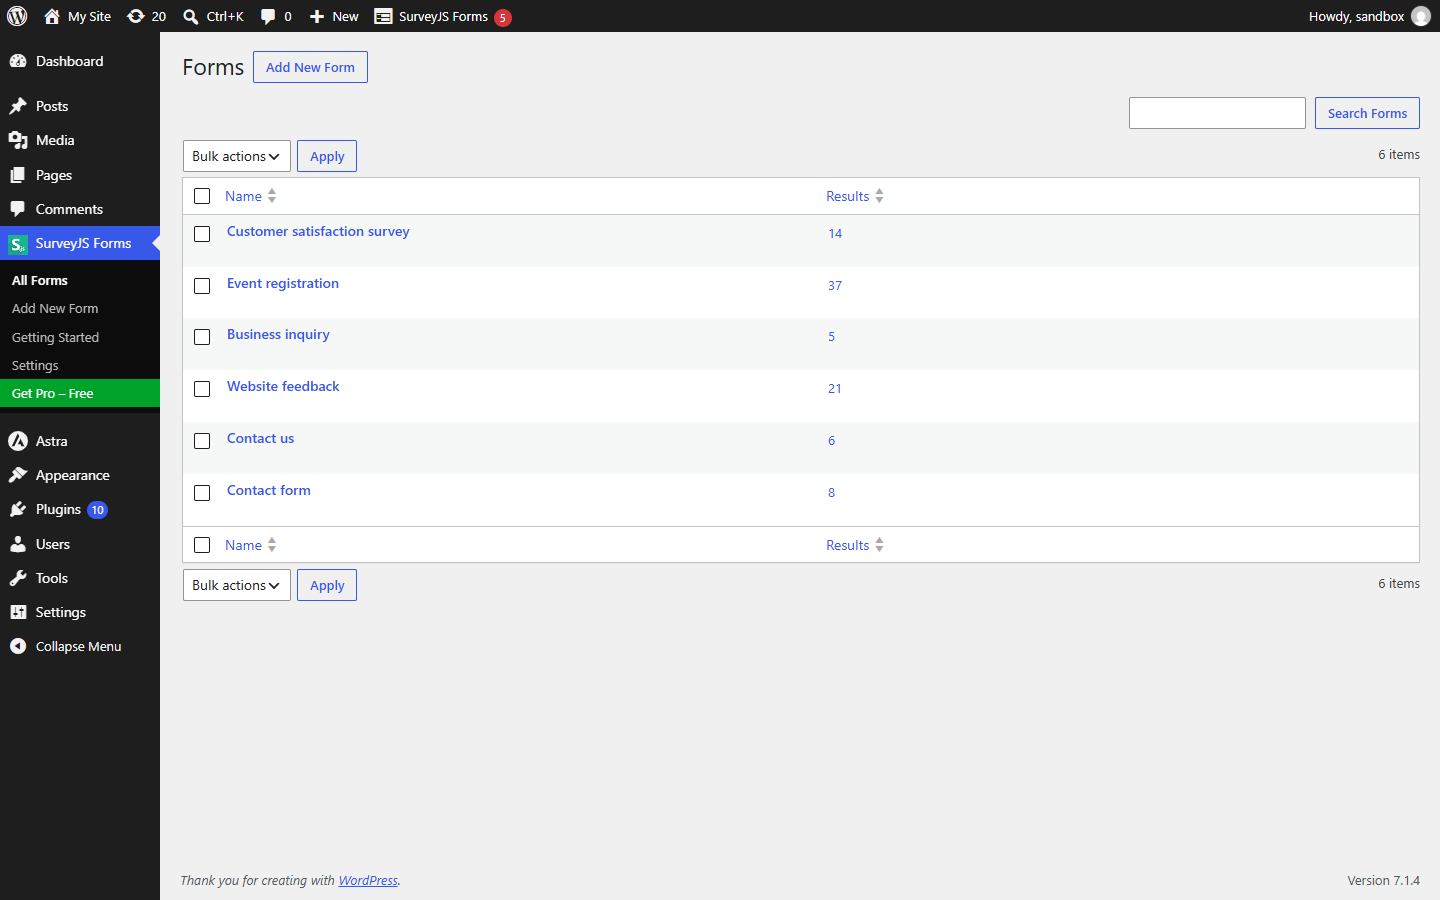 My Site 20 Ctrl+K 0 New SurveyJS Forms 5 Howdy, sandbox
Dashboard
Posts
Media
Pages
Comments
SurveyJS Forms
All Forms
Add New Form
Getting Started
Settings
Get Pro – Free
Astra
Appearance
Plugins 10
Users
Tools
Settings
Collapse Menu
Forms Add New Form
Search Forms
Bulk actions Apply 6 items
Name Results
Customer satisfaction survey 14
Event registration 37
Business inquiry 5
Website feedback 21
Contact us 6
Contact form 8
Name Results
Bulk actions Apply 6 items
Thank you for creating with WordPress. Version 7.1.4